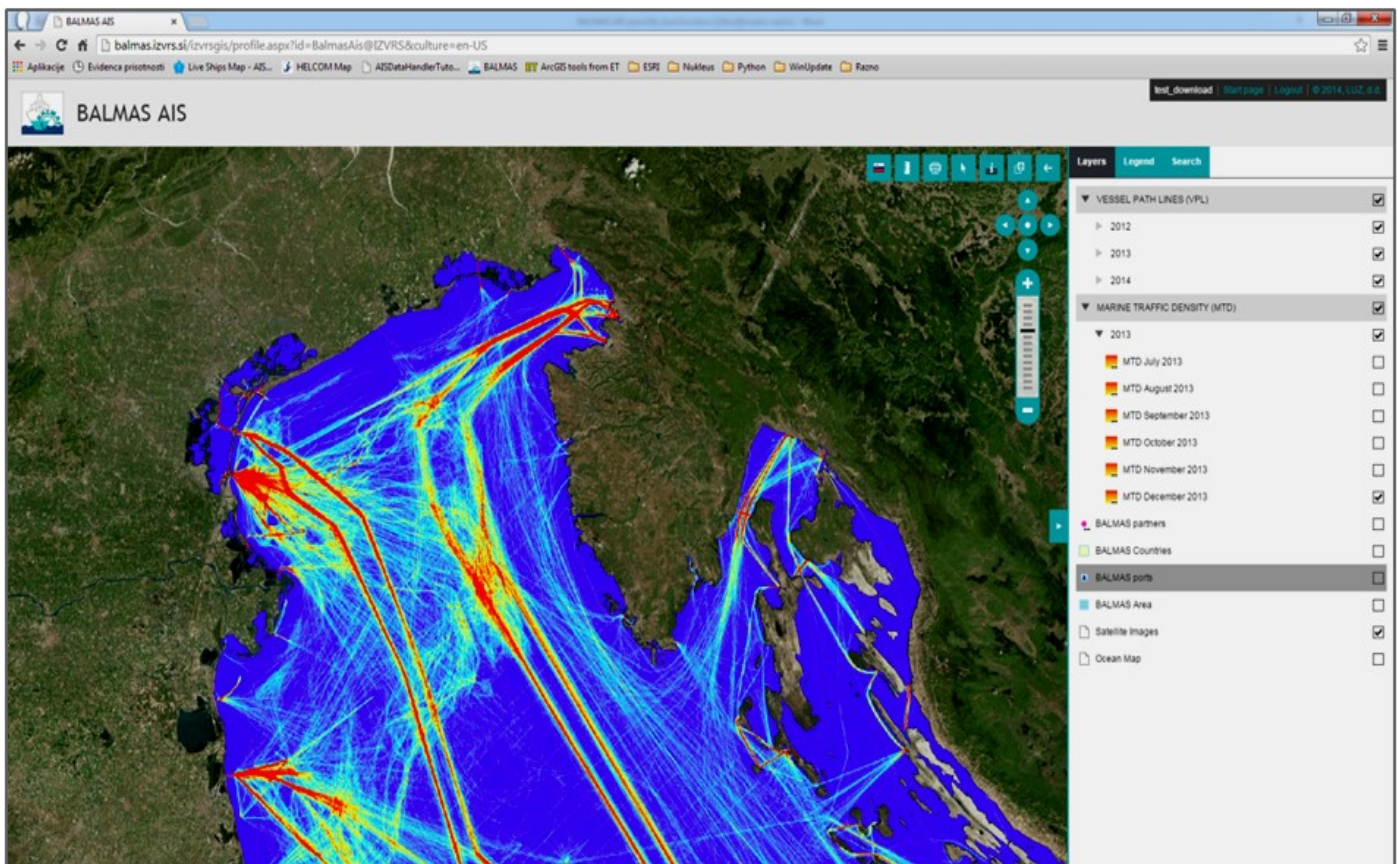 BALMAS AIS
balmas.izvrs.si/izvrsgis/profile.aspx?id=BalmasAis@IZVRS&culture=en-US
Aplikacije Evidenca prisotnosti Live Ships Map - AIS... HELCOM Map AISDataHandlerTuto... BALMAS ArcGIS tools from ET ESRI Nukleus Python WinUpdate Razno
test_download | Start page | Logout | © 2014, LUZ, d.d.
BALMAS AIS
Layers Legend Search
VESSEL PATH LINES (VPL)
2012
2013
2014
MARINE TRAFFIC DENSITY (MTD)
2013
MTD July 2013
MTD August 2013
MTD September 2013
MTD October 2013
MTD November 2013
MTD December 2013
BALMAS partners
BALMAS Countries
BALMAS ports
BALMAS Area
Satellite Images
Ocean Map